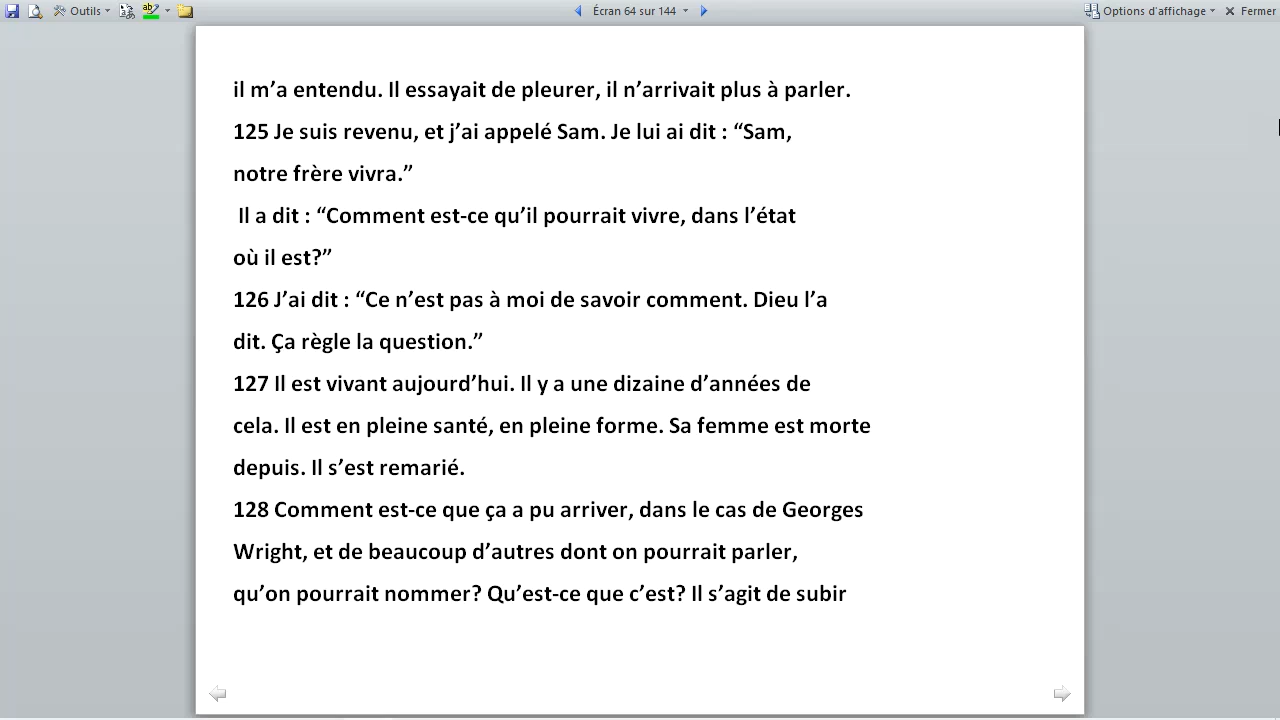 Outils
Écran 64 sur 144
Options d'affichage
Fermer
il m’a entendu. Il essayait de pleurer, il n’arrivait plus à parler.
125 Je suis revenu, et j’ai appelé Sam. Je lui ai dit : “Sam,
notre frère vivra.”
Il a dit : “Comment est-ce qu’il pourrait vivre, dans l’état
où il est?”
126 J’ai dit : “Ce n’est pas à moi de savoir comment. Dieu l’a
dit. Ça règle la question.”
127 Il est vivant aujourd’hui. Il y a une dizaine d’années de
cela. Il est en pleine santé, en pleine forme. Sa femme est morte
depuis. Il s’est remarié.
128 Comment est-ce que ça a pu arriver, dans le cas de Georges
Wright, et de beaucoup d’autres dont on pourrait parler,
qu’on pourrait nommer? Qu’est-ce que c’est? Il s’agit de subir